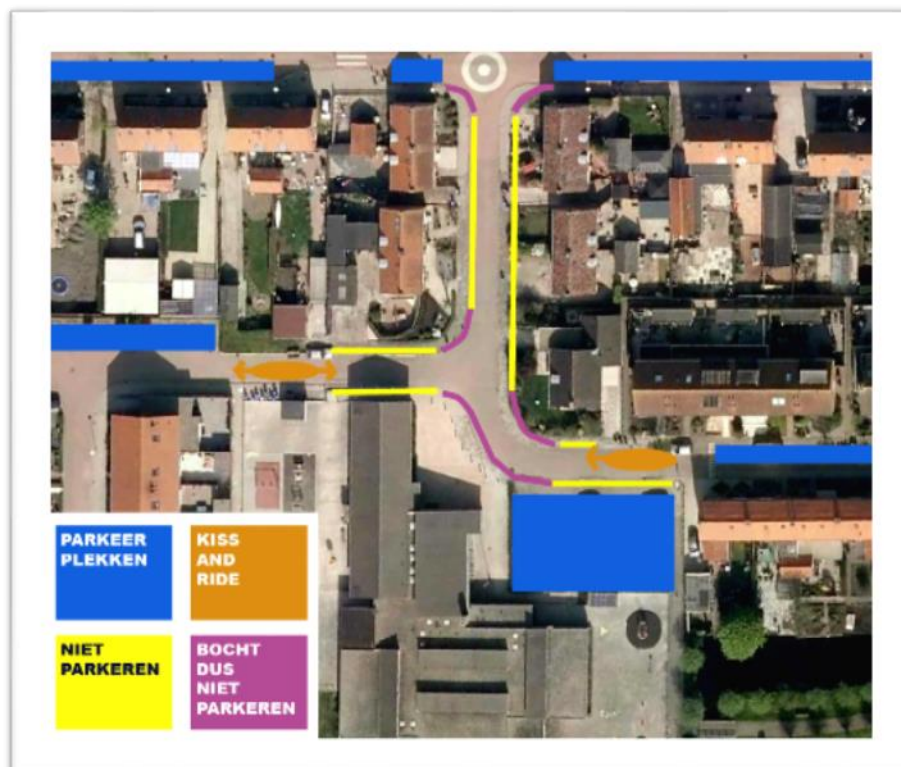 PARKEER
PLEKKEN
KISS
AND
RIDE
NIET
PARKEREN
BOCHT
DUS
NIET
PARKEREN